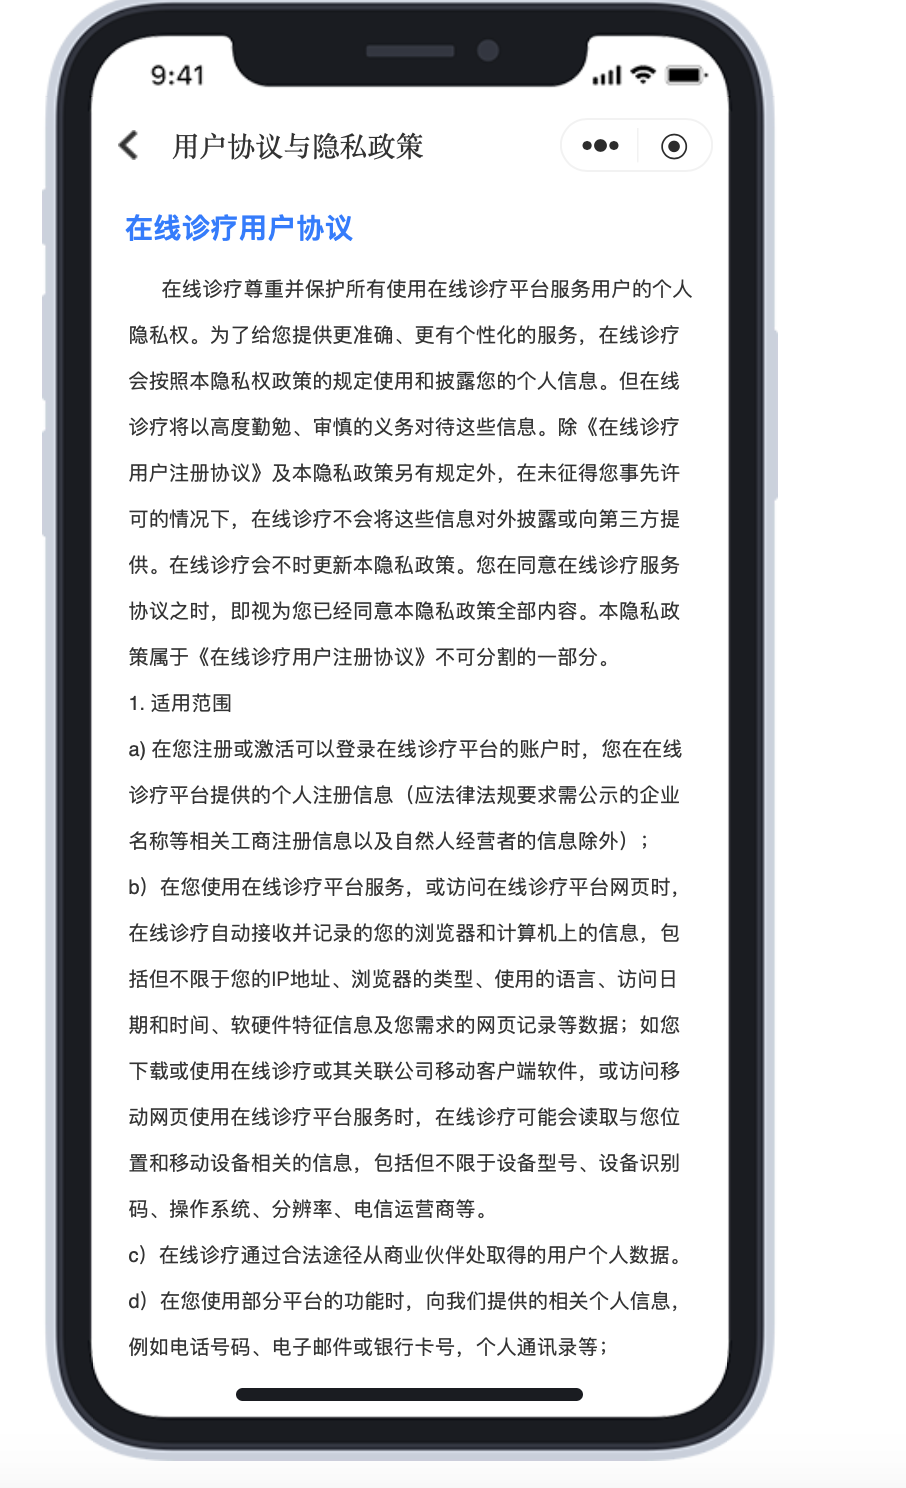 9:41
用户协议与隐私政策
在线诊疗用户协议
在线诊疗尊重并保护所有使用在线诊疗平台服务用户的个人
隐私权。为了给您提供更准确、更有个性化的服务，在线诊疗
会按照本隐私权政策的规定使用和披露您的个人信息。但在线
诊疗将以高度勤勉、审慎的义务对待这些信息。除《在线诊疗
用户注册协议》及本隐私政策另有规定外，在未征得您事先许
可的情况下，在线诊疗不会将这些信息对外披露或向第三方提
供。在线诊疗会不时更新本隐私政策。您在同意在线诊疗服务
协议之时，即视为您已经同意本隐私政策全部内容。本隐私政
策属于《在线诊疗用户注册协议》不可分割的一部分。
1. 适用范围
a) 在您注册或激活可以登录在线诊疗平台的账户时，您在在线
诊疗平台提供的个人注册信息（应法律法规要求需公示的企业
名称等相关工商注册信息以及自然人经营者的信息除外）；
b）在您使用在线诊疗平台服务，或访问在线诊疗平台网页时，
在线诊疗自动接收并记录的您的浏览器和计算机上的信息，包
括但不限于您的IP地址、浏览器的类型、使用的语言、访问日
期和时间、软硬件特征信息及您需求的网页记录等数据；如您
下载或使用在线诊疗或其关联公司移动客户端软件，或访问移
动网页使用在线诊疗平台服务时，在线诊疗可能会读取与您位
置和移动设备相关的信息，包括但不限于设备型号、设备识别
码、操作系统、分辨率、电信运营商等。
c）在线诊疗通过合法途径从商业伙伴处取得的用户个人数据。
d）在您使用部分平台的功能时，向我们提供的相关个人信息，
例如电话号码、电子邮件或银行卡号，个人通讯录等；